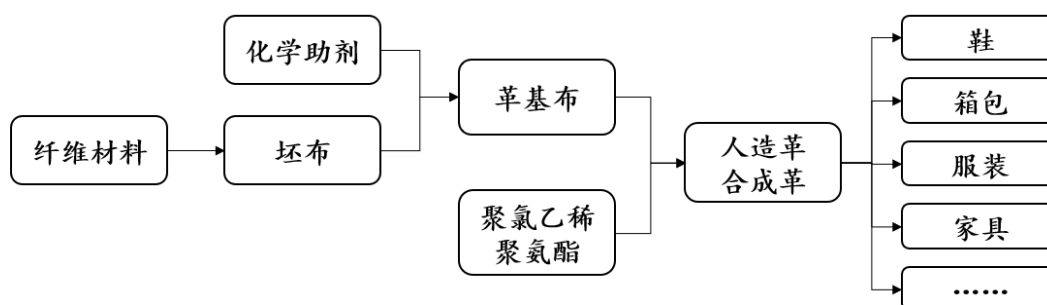 化学助剂
纤维材料
坯布
革基布
聚氯乙稀
聚氨酯
人造革
合成革
鞋
箱包
服装
家具
……